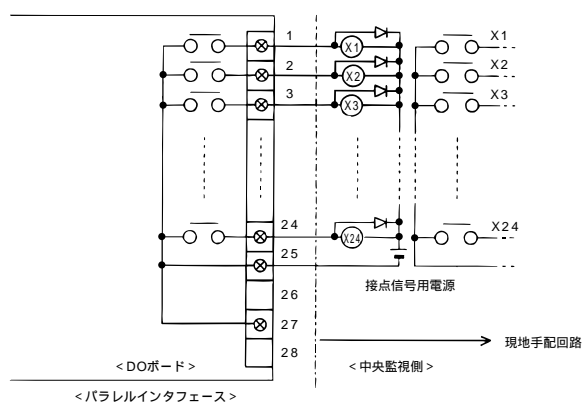 1
X1
X1
2
X2
X2
3
X3
X3
24
X24
X24
25
接点信号用電源
26
27
現地手配回路
28
<DOボード>
<中央監視側>
<パラレルインタフェース>